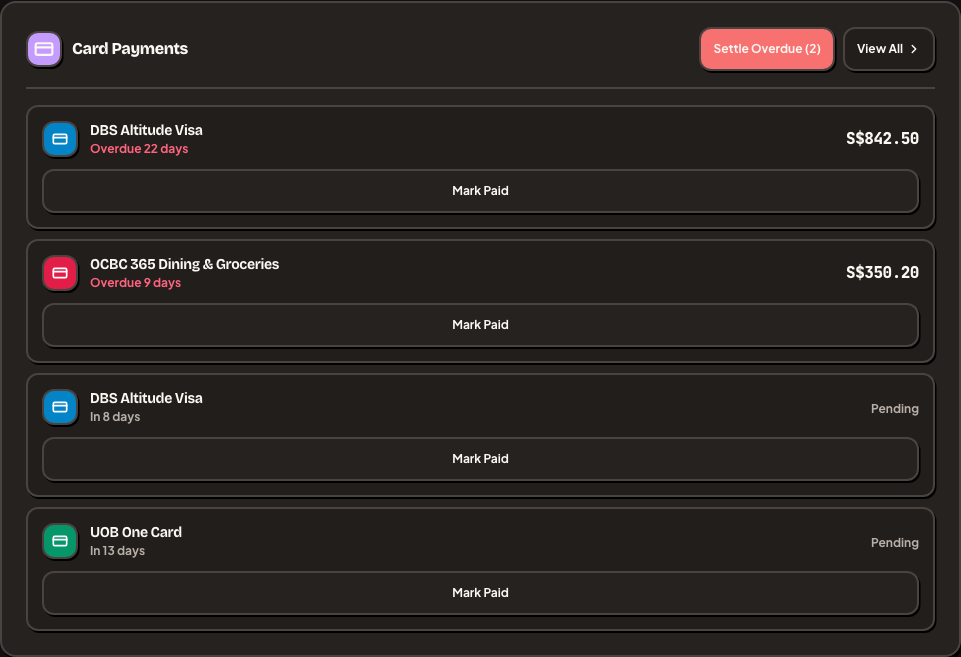 Card Payments
Settle Overdue (2)
View All
DBS Altitude Visa
Overdue 22 days
S$842.50
Mark Paid
OCBC 365 Dining & Groceries
Overdue 9 days
S$350.20
Mark Paid
DBS Altitude Visa
In 8 days
Pending
Mark Paid
UOB One Card
In 13 days
Pending
Mark Paid